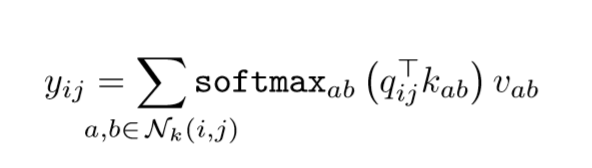 y_{ij} = \sum_{a,b \in \mathcal{N}_k(i,j)} \texttt{softmax}_{ab} \left( q_{ij}^\top k_{ab} \right) v_{ab}